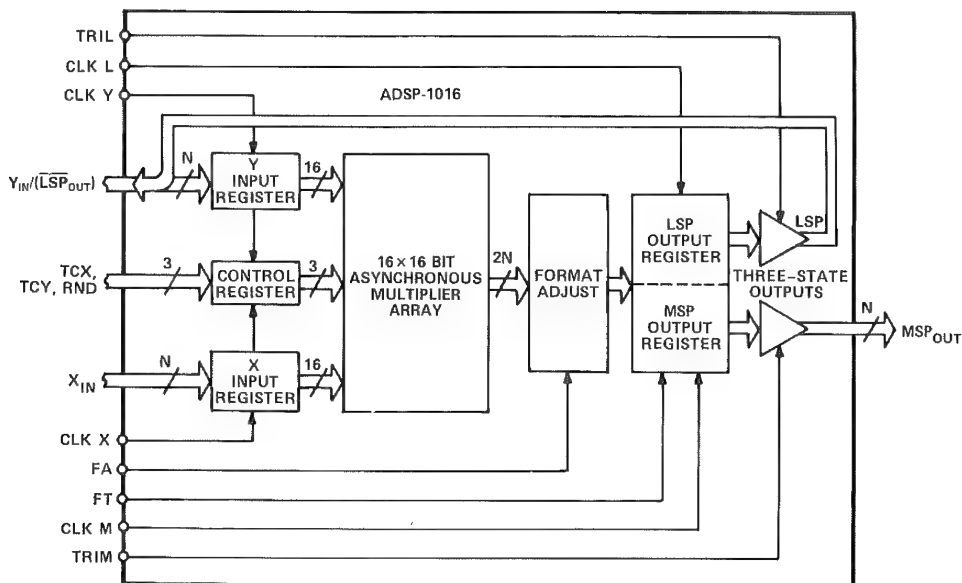 TRIL
CLK L
CLK Y
ADSP-1016
Y_IN/(LSP_OUT)
N
Y
INPUT
REGISTER
16
TCX,
TCY, RND
3
CONTROL
REGISTER
3
X_IN
N
X
INPUT
REGISTER
16
16 × 16 BIT
ASYNCHRONOUS
MULTIPLIER
ARRAY
2N
FORMAT
ADJUST
LSP
OUTPUT
REGISTER
MSP
OUTPUT
REGISTER
LSP
THREE-STATE
OUTPUTS
N
MSP_OUT
CLK X
FA
FT
CLK M
TRIM